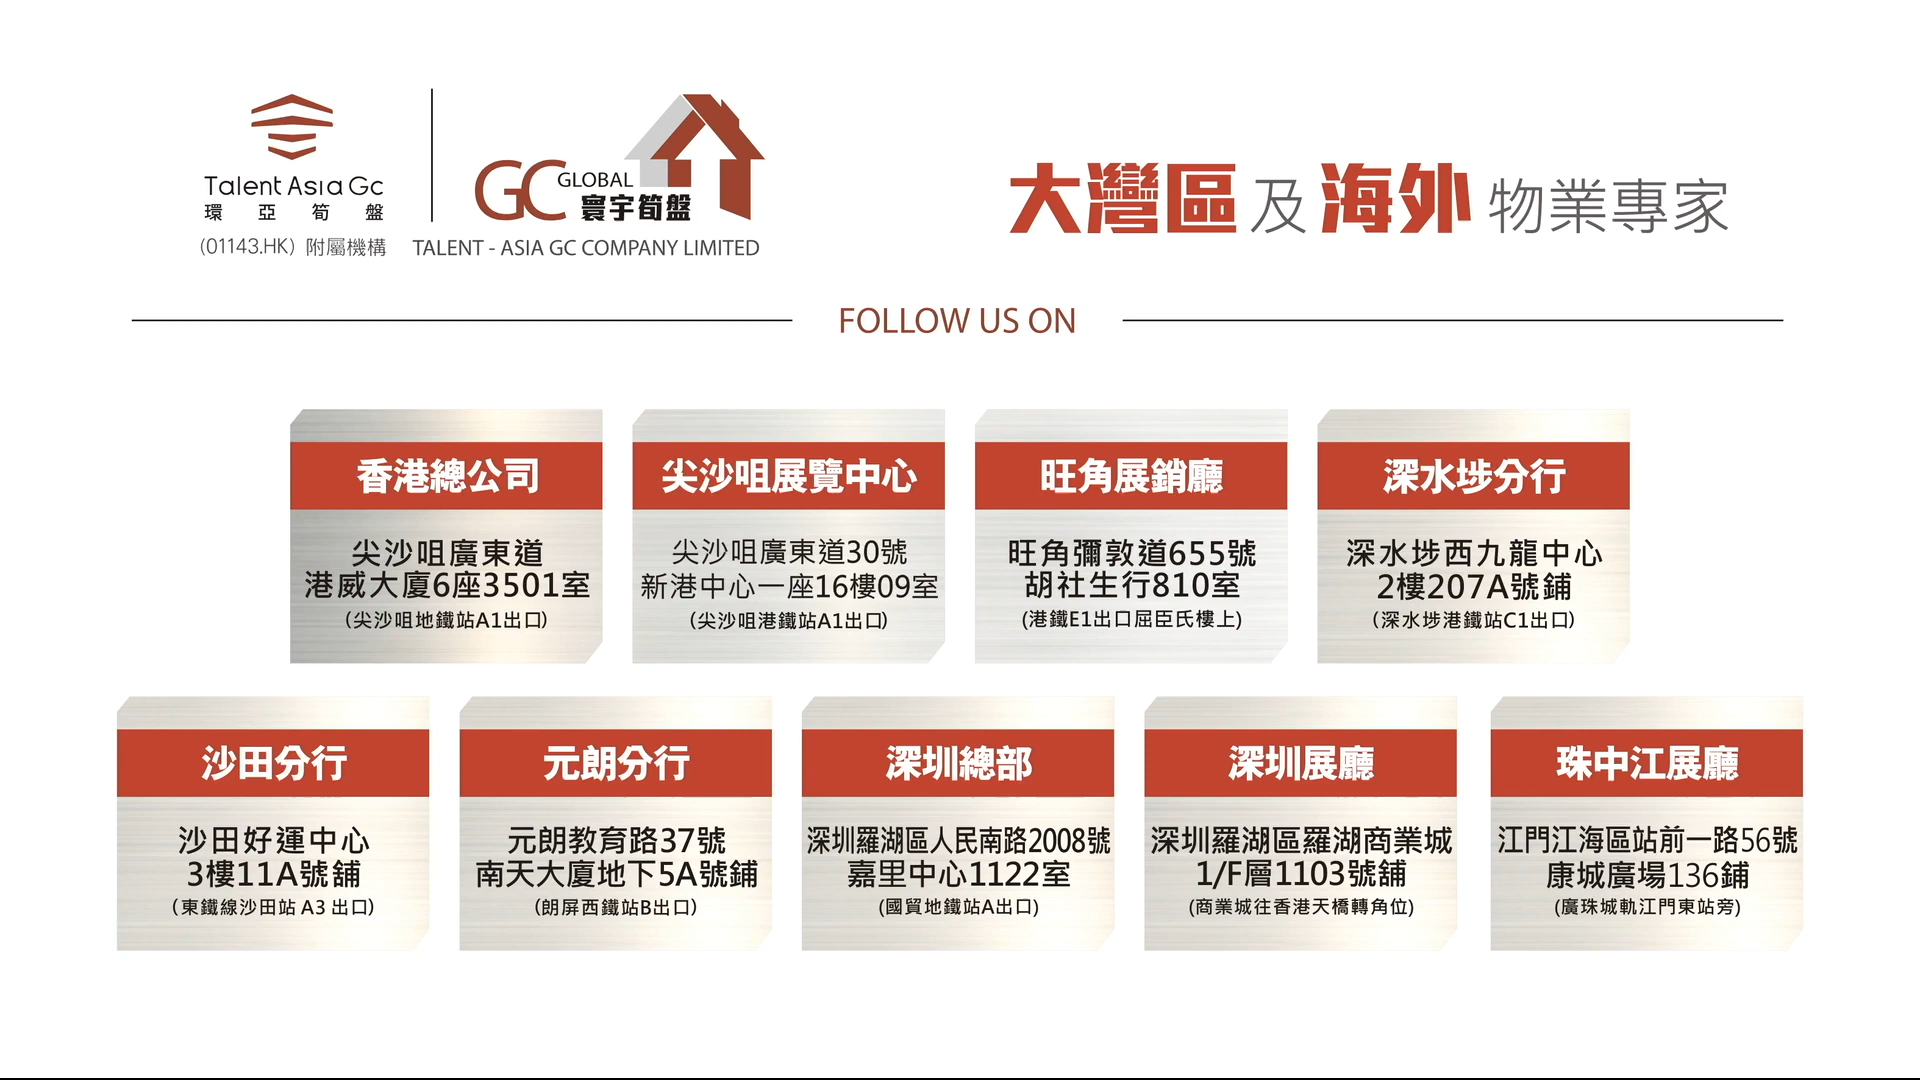 Talent Asia Gc
環亞筍盤
(01143.HK) 附屬機構
GC GLOBAL
寰宇筍盤
TALENT - ASIA GC COMPANY LIMITED
大灣區及海外物業專家
FOLLOW US ON
香港總公司
尖沙咀廣東道
港威大廈6座3501室
(尖沙咀地鐵站A1出口)
尖沙咀展覽中心
尖沙咀廣東道30號
新港中心一座16樓09室
(尖沙咀港鐵站A1出口)
旺角展銷廳
旺角彌敦道655號
胡社生行810室
(港鐵E1出口屈臣氏樓上)
深水埗分行
深水埗西九龍中心
2樓207A號鋪
(深水埗港鐵站C1出口)
沙田分行
沙田好運中心
3樓11A號舖
(東鐵線沙田站 A3 出口)
元朗分行
元朗教育路37號
南天大廈地下5A號鋪
(朗屏西鐵站B出口)
深圳總部
深圳羅湖區人民南路2008號
嘉里中心1122室
(國貿地鐵站A出口)
深圳展廳
深圳羅湖區羅湖商業城
1/F層1103號舖
(商業城往香港天橋轉角位)
珠中江展廳
江門江海區站前一路56號
康城廣場136鋪
(廣珠城軌江門東站旁)